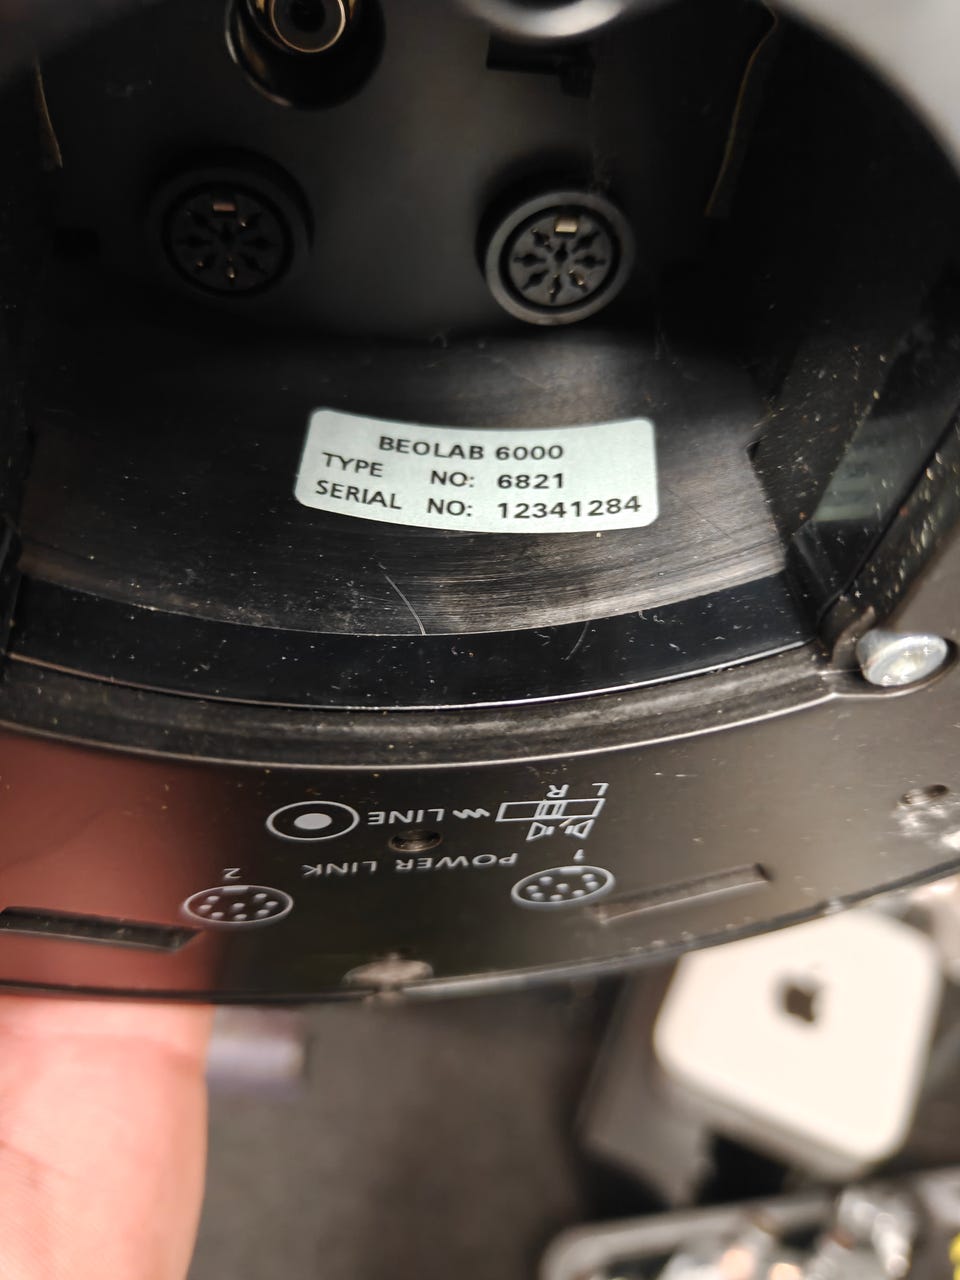 BEOLAB 6000
TYPE NO: 6821
SERIAL NO: 12341284
L
R
LINE
POWER LINK
1
2